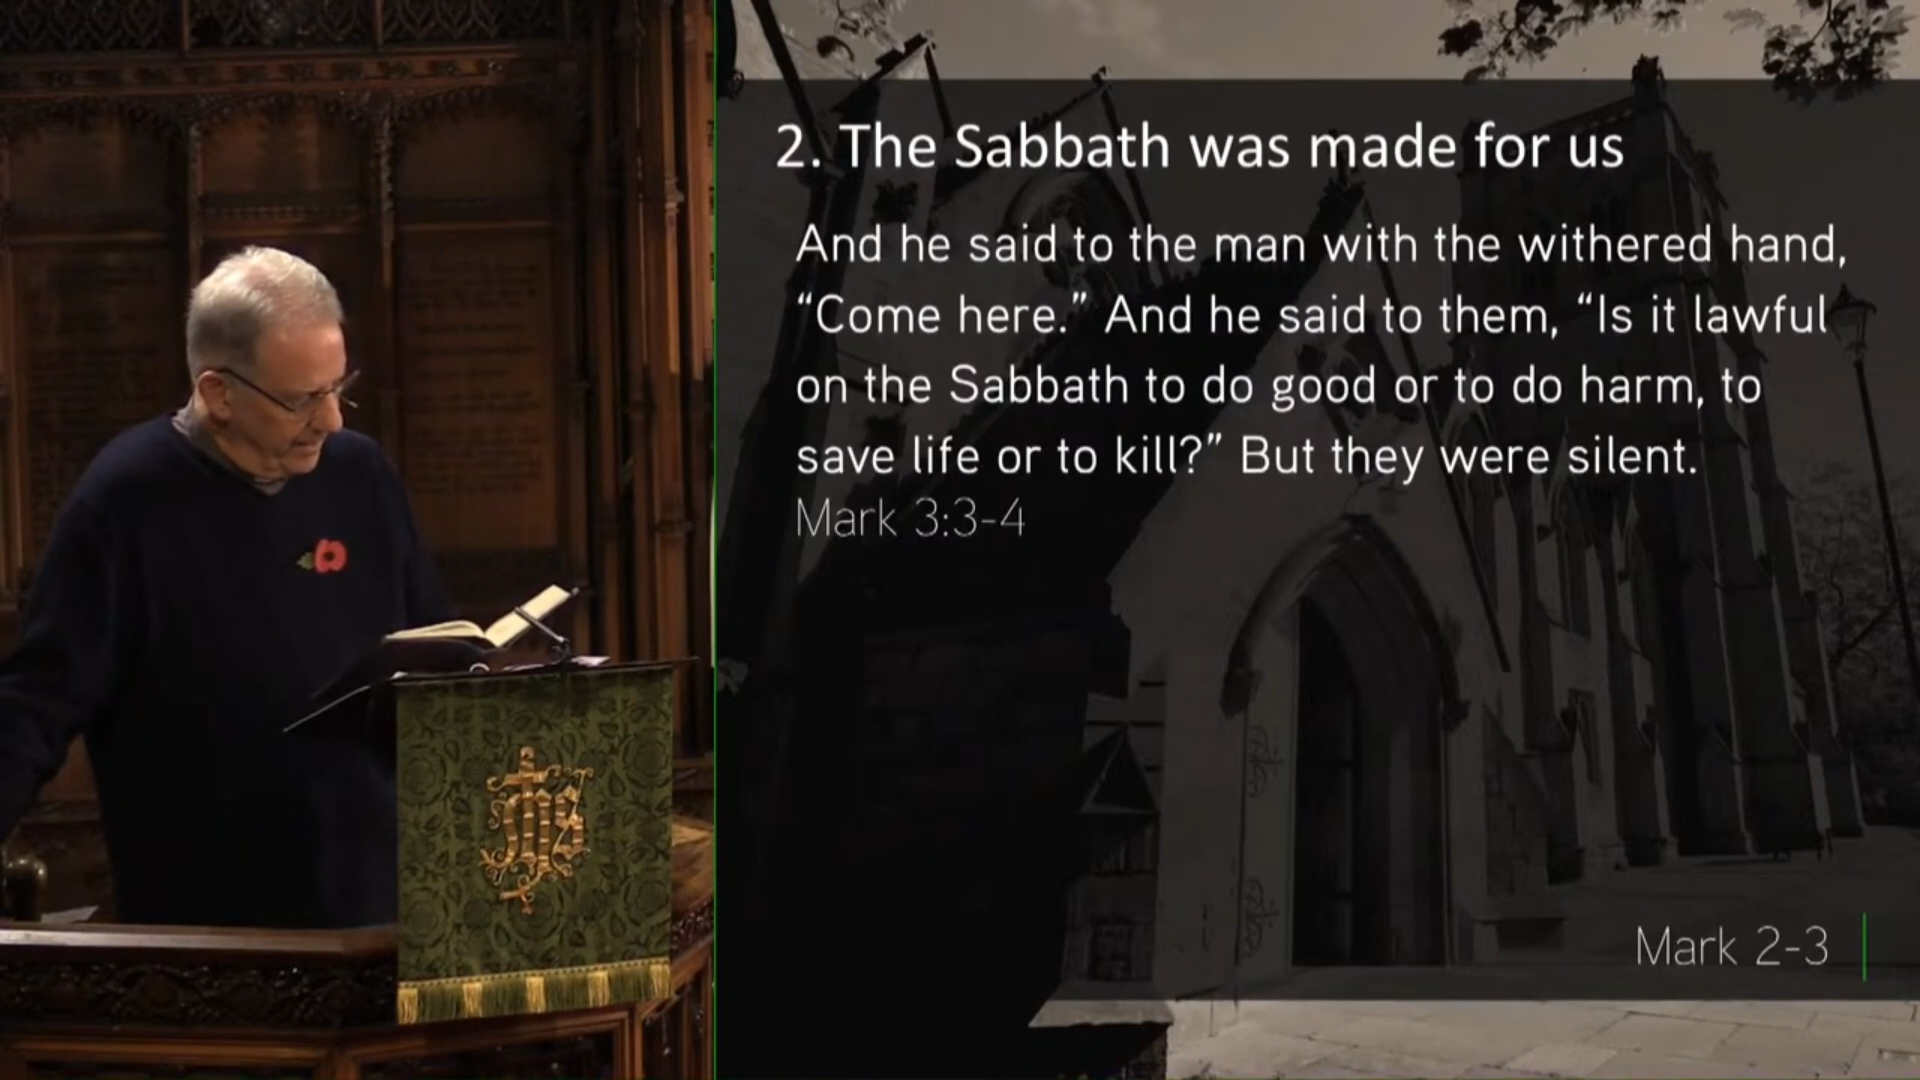 2. The Sabbath was made for us
And he said to the man with the withered hand,
“Come here.” And he said to them, “Is it lawful
on the Sabbath to do good or to do harm, to
save life or to kill?” But they were silent.
Mark 3:3-4
Mark 2-3
ihs